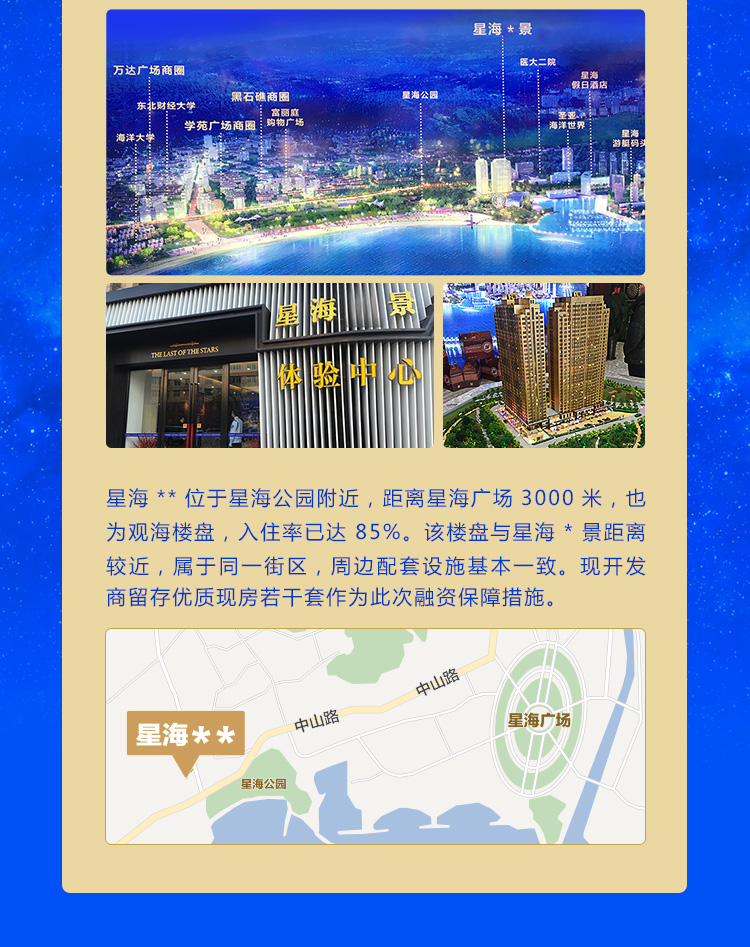 星海 * 景
医大二院
万达广场商圈
星海
假日酒店
黑石礁商圈
星海公园
东北财经大学
富丽庭
购物广场
圣亚
海洋世界
学苑广场商圈
海洋大学
星海
游艇码头
星海 景
THE LAST OF THE STARS
体验中心
星海 ** 位于星海公园附近，距离星海广场 3000 米，也
为观海楼盘，入住率已达 85%。该楼盘与星海 * 景距离
较近，属于同一街区，周边配套设施基本一致。现开发
商留存优质现房若干套作为此次融资保障措施。
中山路
中山路
星海广场
星海**
星海公园